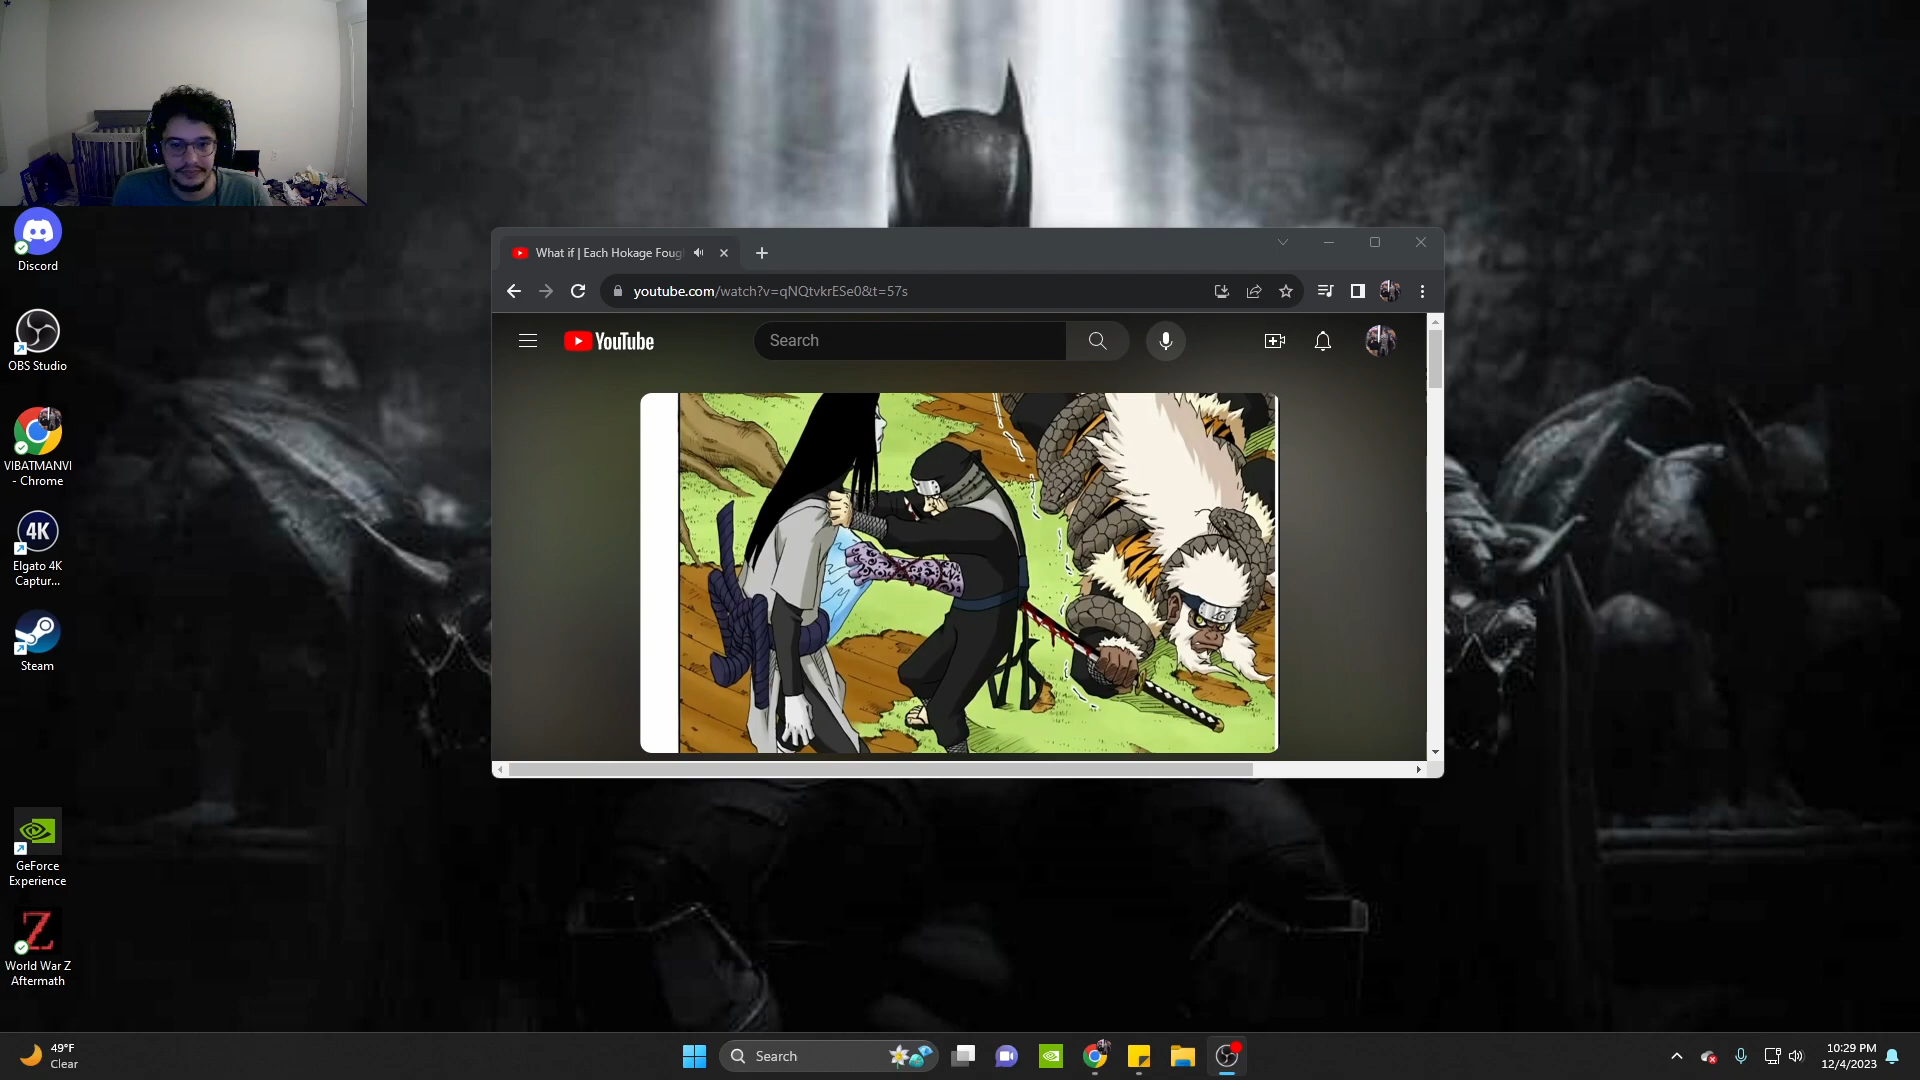 What if | Each Hokage Foug
youtube.com/watch?v=qNQtvkrESe0&t=57s
YouTube
Search
Discord
OBS Studio
VIBATMANVI
- Chrome
4K
Elgato 4K
Captur...
Steam
GeForce
Experience
Z
World War Z
Aftermath
49°F
Clear
Search
10:29 PM
12/4/2023